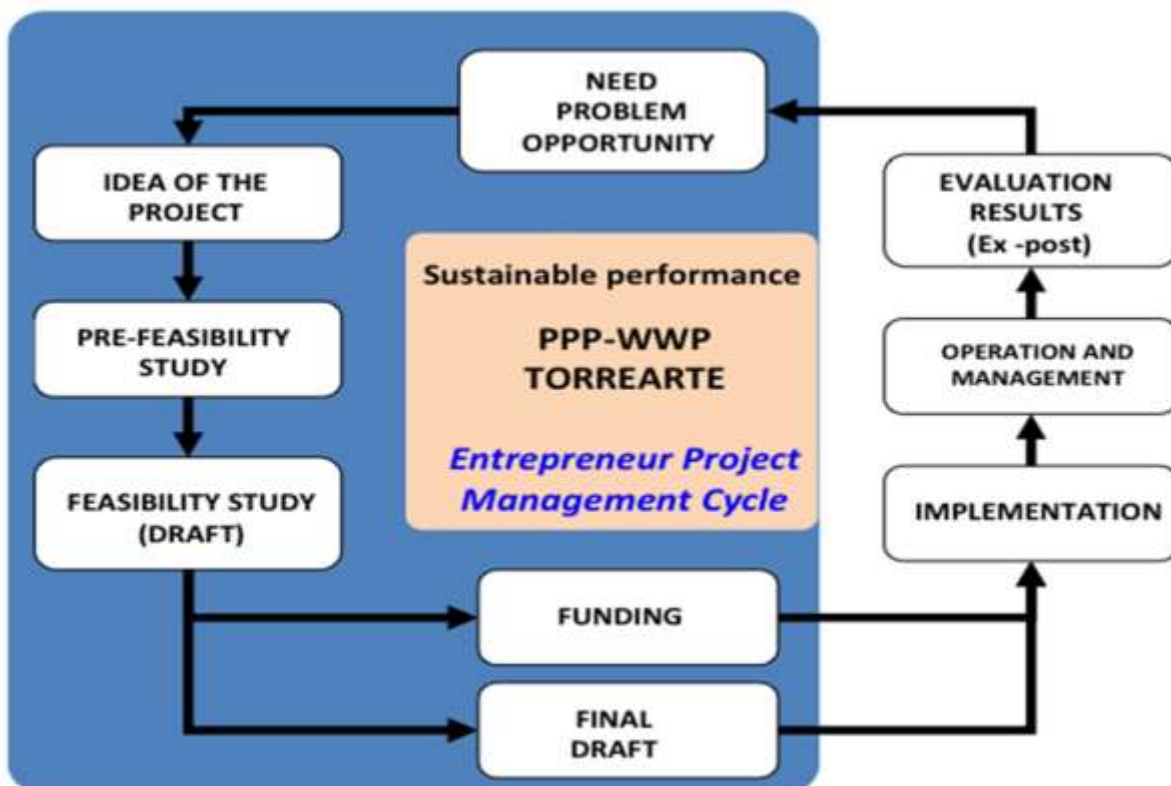 NEED
PROBLEM
OPPORTUNITY
IDEA OF THE
PROJECT
PRE-FEASIBILITY
STUDY
FEASIBILITY STUDY
(DRAFT)
Sustainable performance
PPP-WWP
TORREARTE
Entrepreneur Project
Management Cycle
FUNDING
FINAL
DRAFT
IMPLEMENTATION
OPERATION AND
MANAGEMENT
EVALUATION
RESULTS
(Ex -post)